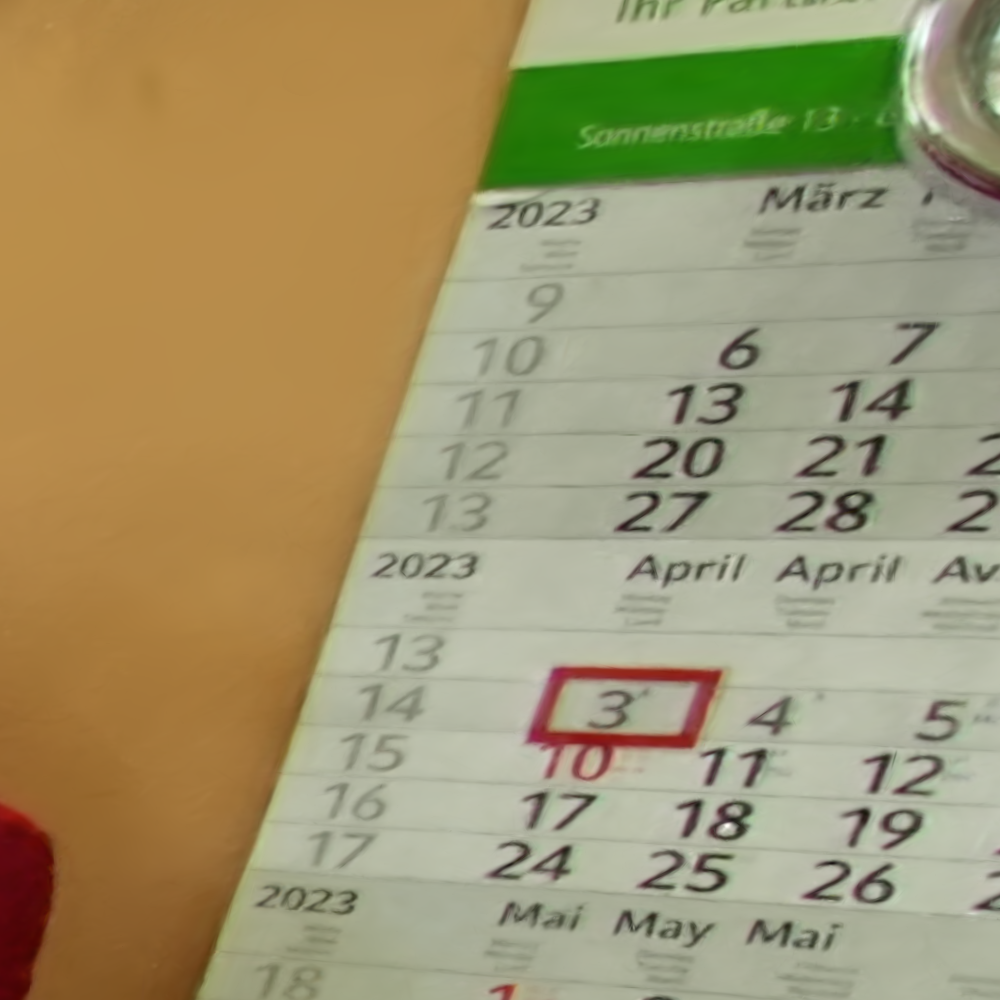 Ihr
Sonnenstraße 13
2023 März
9
10 6 7
11 13 14
12 20 21
13 27 28
2023 April April
13
14 3 4 5
15 10 11 12
16 17 18 19
17 24 25 26
2023 Mai May Mai
18 1